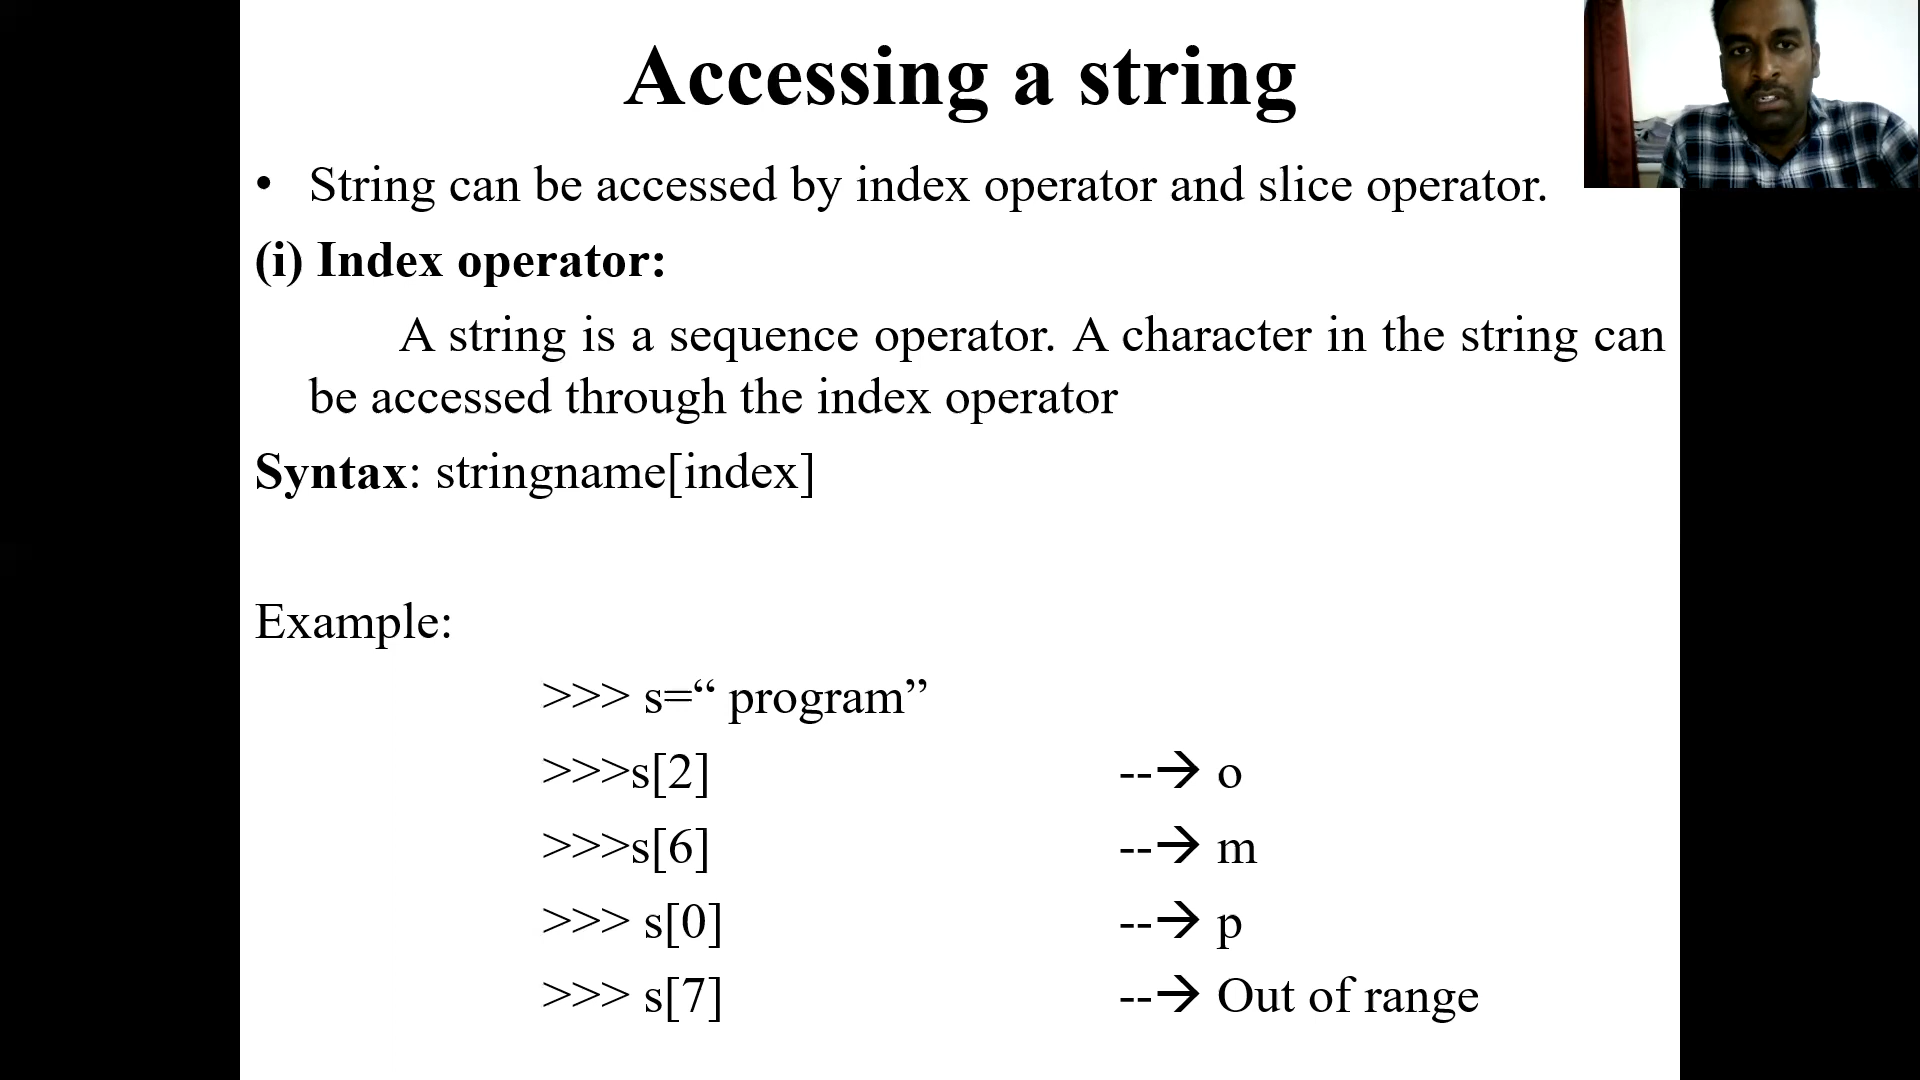 Accessing a string
• String can be accessed by index operator and slice operator.
(i) Index operator:
A string is a sequence operator. A character in the string can
be accessed through the index operator
Syntax: stringname[index]
Example:
>>> s=“ program”
>>>s[2] --→ o
>>>s[6] --→ m
>>> s[0] --→ p
>>> s[7] --→ Out of range